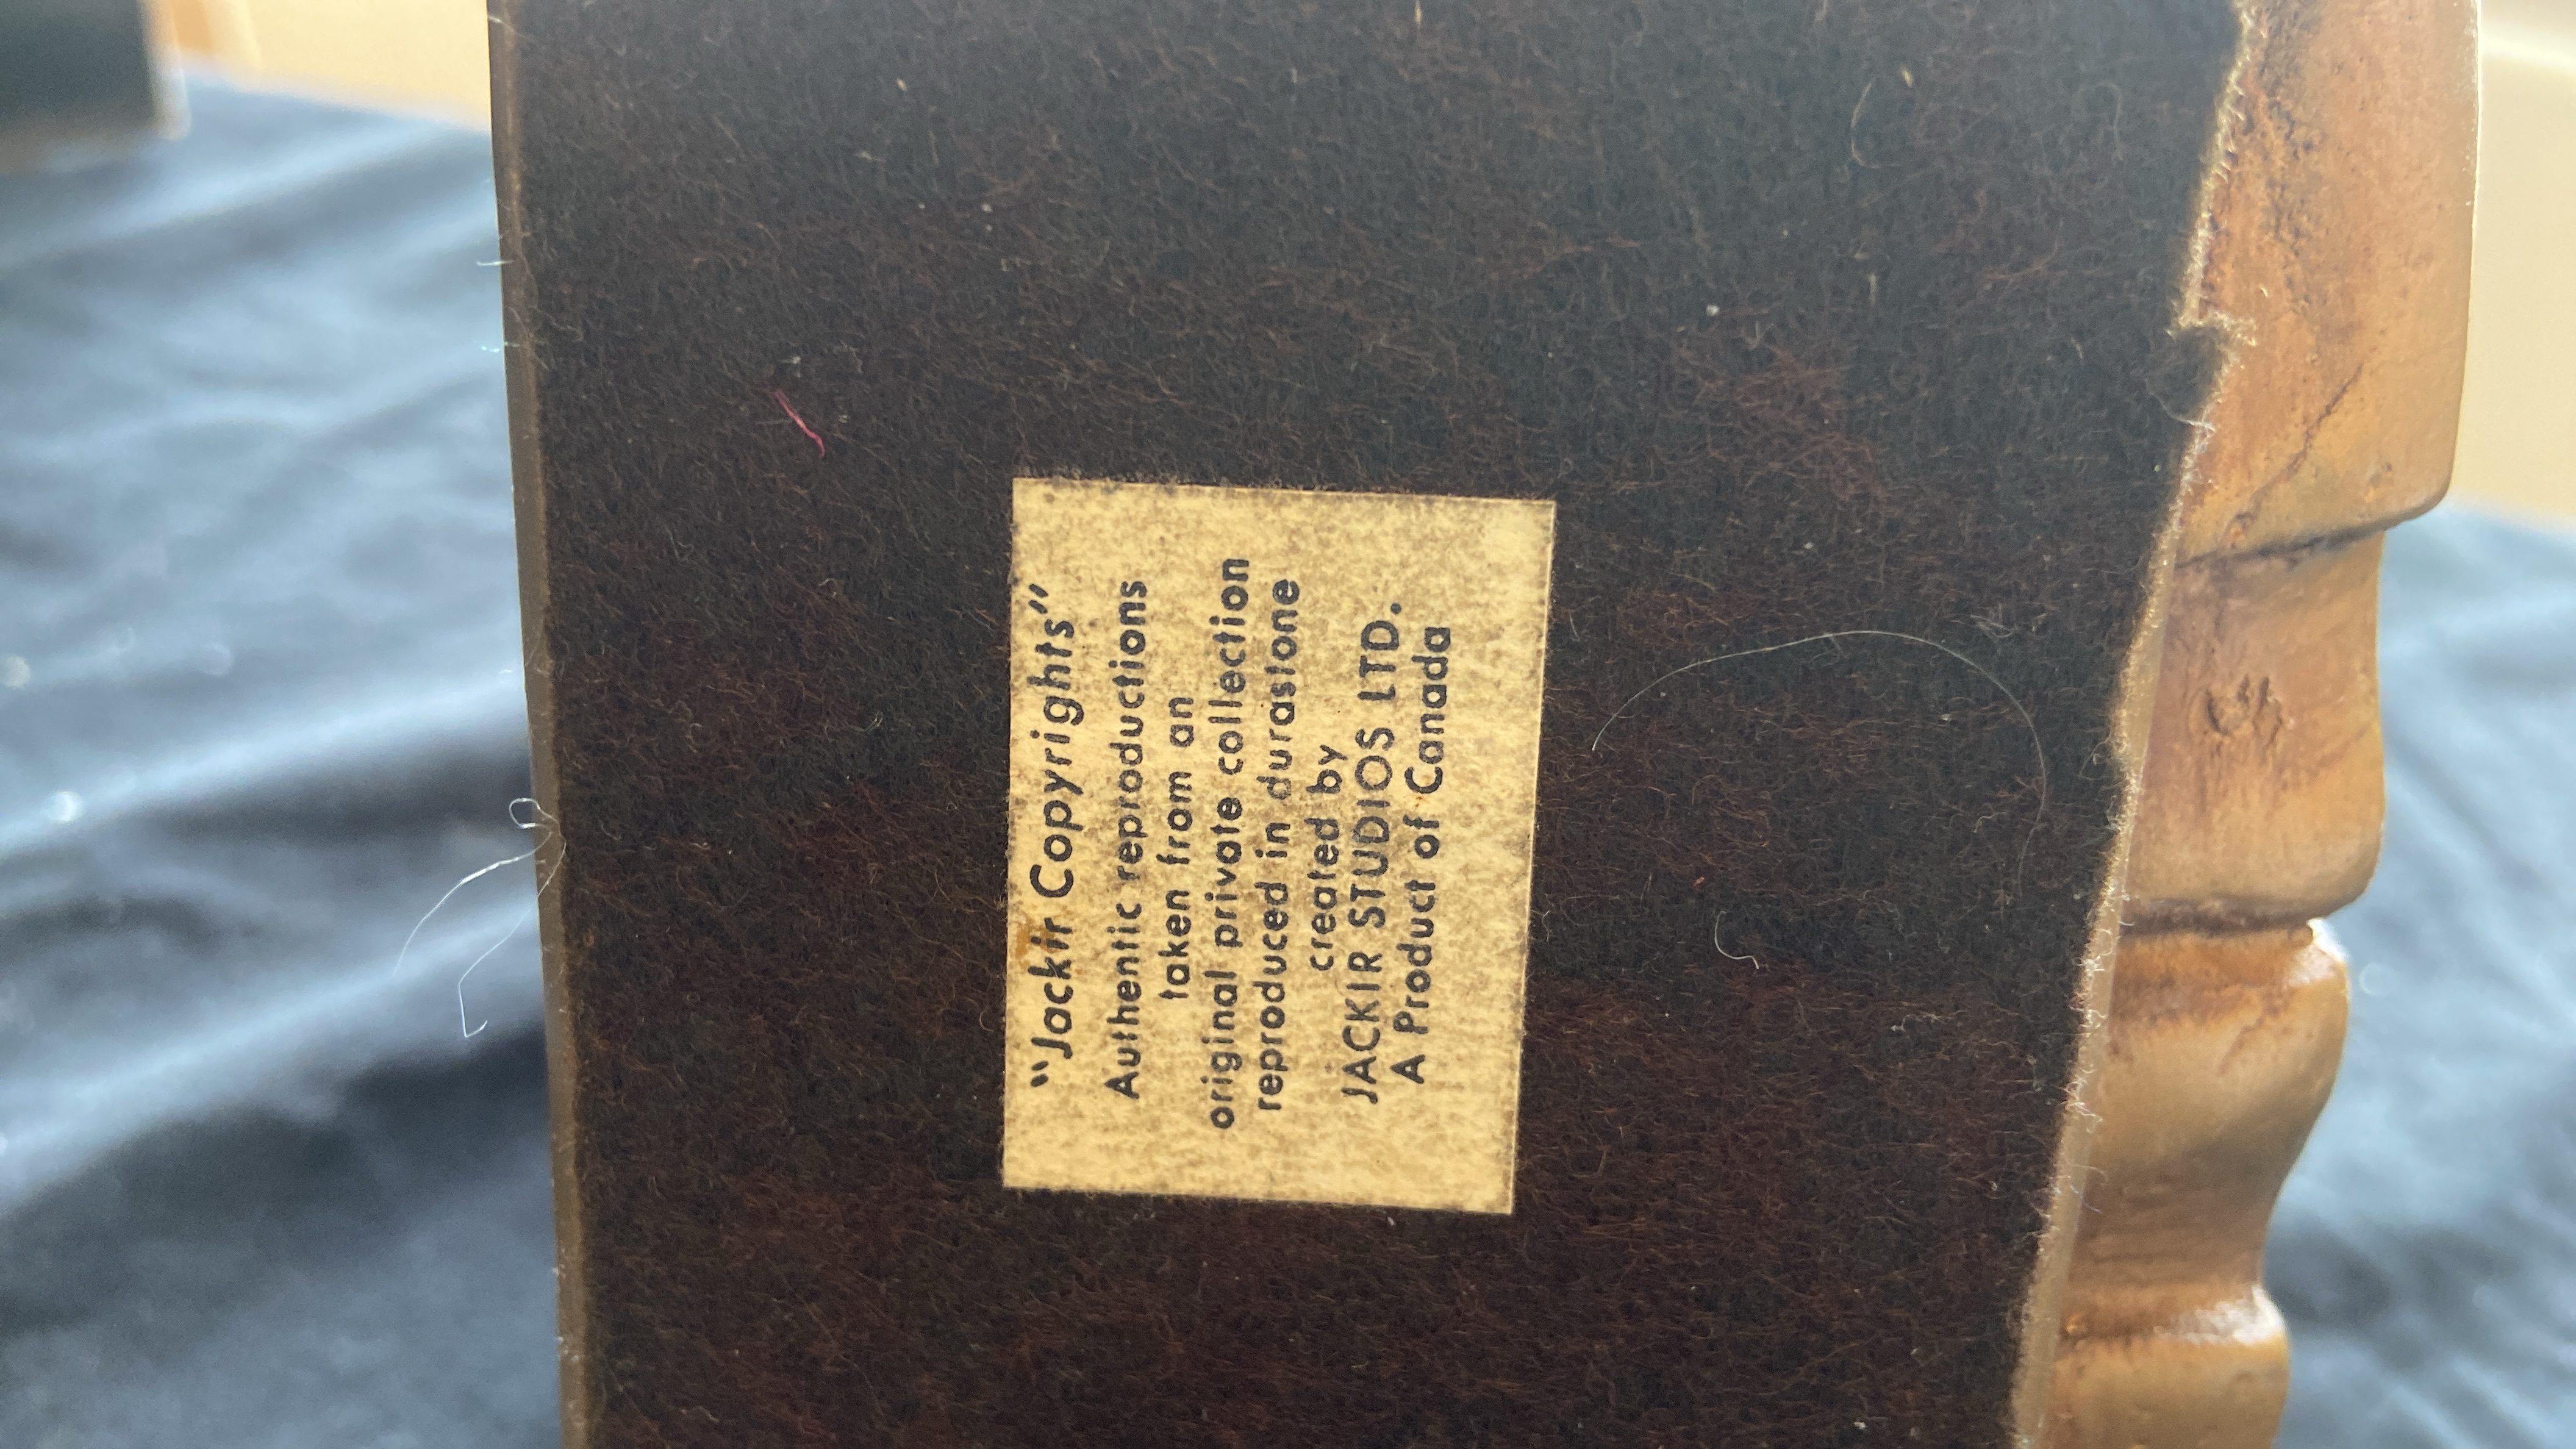 "Jackir Copyrights"
Authentic reproductions
taken from an
original private collection
reproduced in durastone
created by
JACKIR STUDIOS LTD.
A Product of Canada